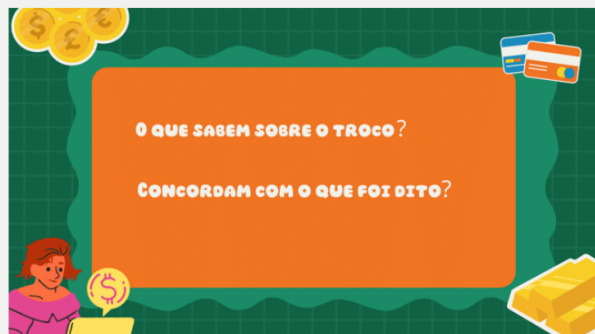 O QUE SABEM SOBRE O TROCO?
CONCORDAM COM O QUE FOI DITO?